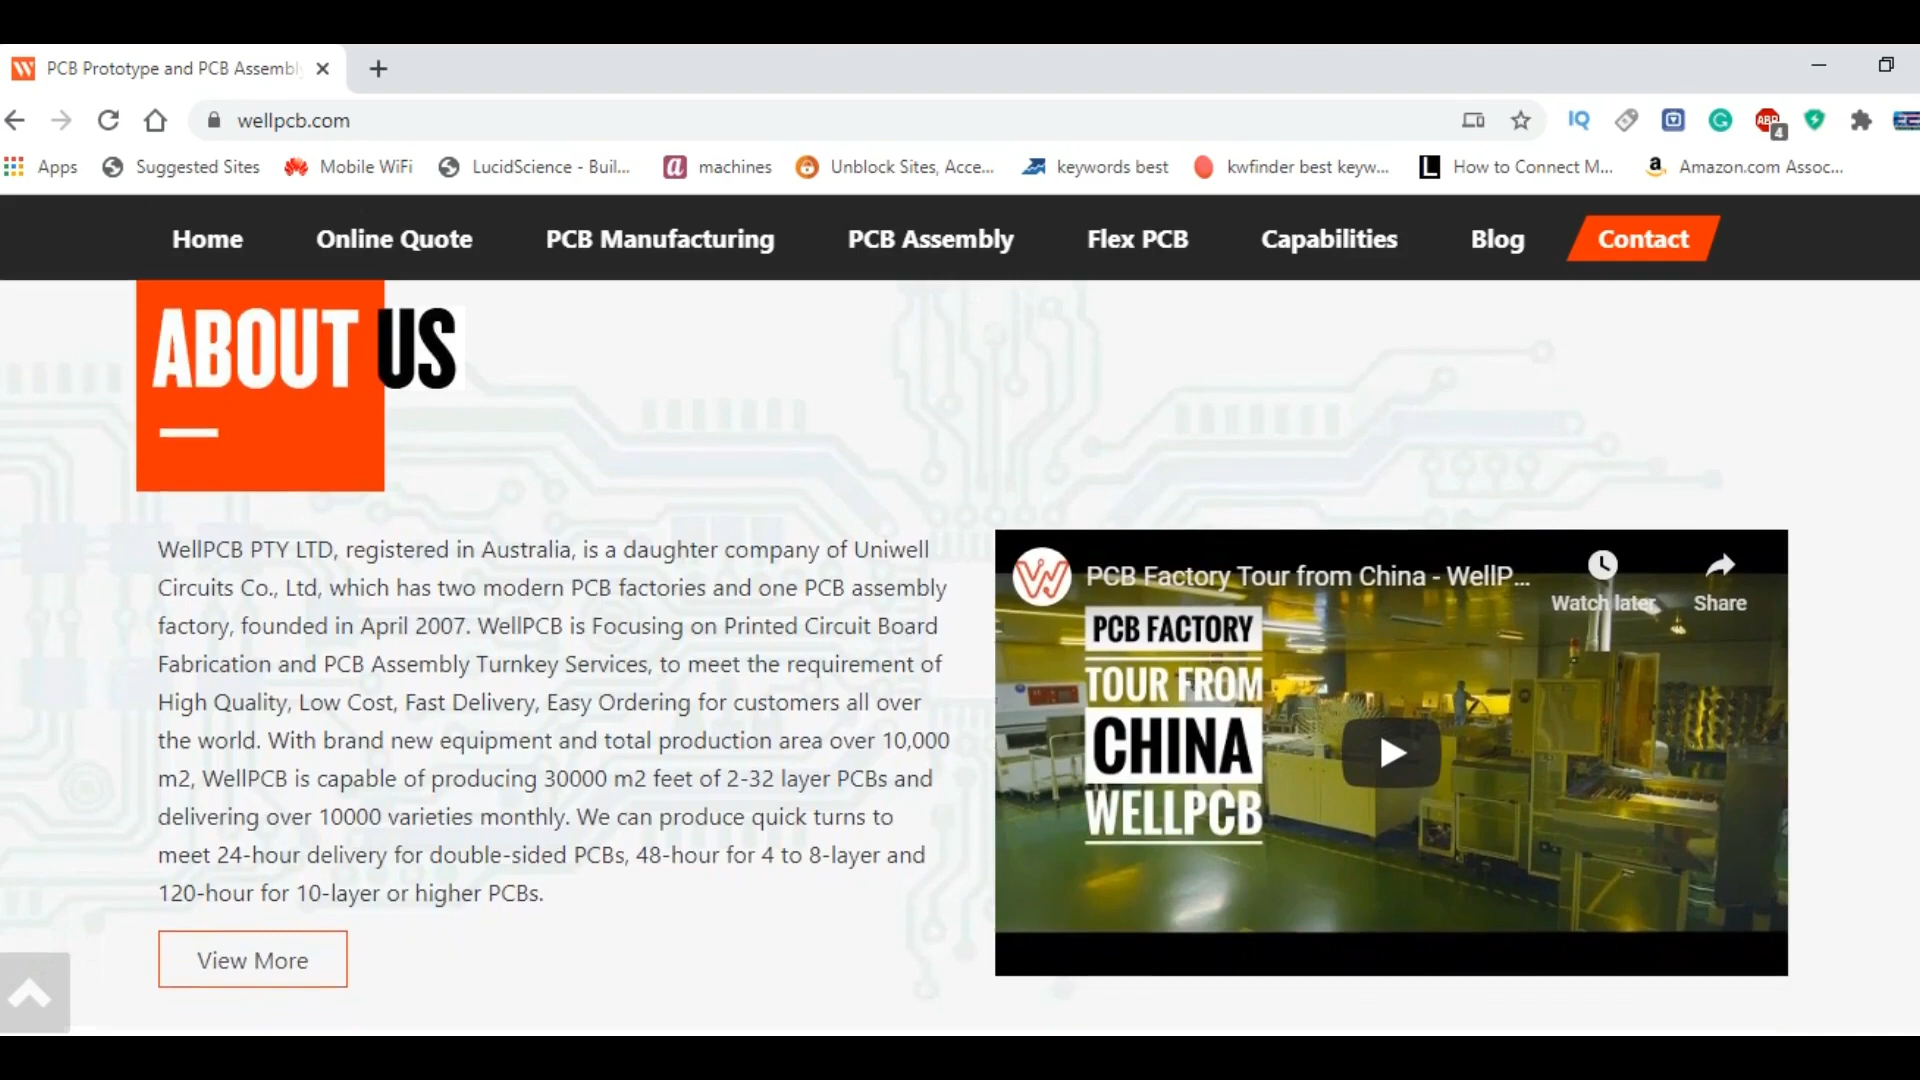 PCB Prototype and PCB Assembl
wellpcb.com
IQ
ABP
4
Apps
Suggested Sites
Mobile WiFi
LucidScience - Buil...
a
machines
Unblock Sites, Acce...
keywords best
kwfinder best keyw...
L
How to Connect M...
a
Amazon.com Assoc...
Home
Online Quote
PCB Manufacturing
PCB Assembly
Flex PCB
Capabilities
Blog
Contact
ABOUT US
WellPCB PTY LTD, registered in Australia, is a daughter company of Uniwell
Circuits Co., Ltd, which has two modern PCB factories and one PCB assembly
factory, founded in April 2007. WellPCB is Focusing on Printed Circuit Board
Fabrication and PCB Assembly Turnkey Services, to meet the requirement of
High Quality, Low Cost, Fast Delivery, Easy Ordering for customers all over
the world. With brand new equipment and total production area over 10,000
m2, WellPCB is capable of producing 30000 m2 feet of 2-32 layer PCBs and
delivering over 10000 varieties monthly. We can produce quick turns to
meet 24-hour delivery for double-sided PCBs, 48-hour for 4 to 8-layer and
120-hour for 10-layer or higher PCBs.
View More
PCB Factory Tour from China - WellP...
Watch later
Share
PCB FACTORY
TOUR FROM
CHINA
WELLPCB